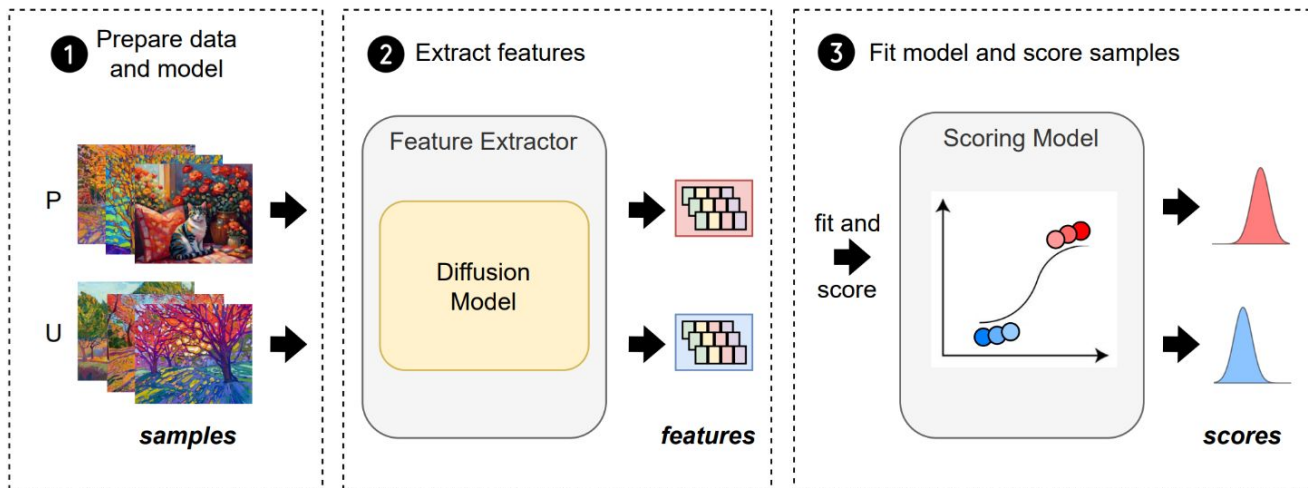 1 Prepare data
and model
P
U
samples
2 Extract features
Feature Extractor
Diffusion
Model
features
3 Fit model and score samples
fit and
score
Scoring Model
scores